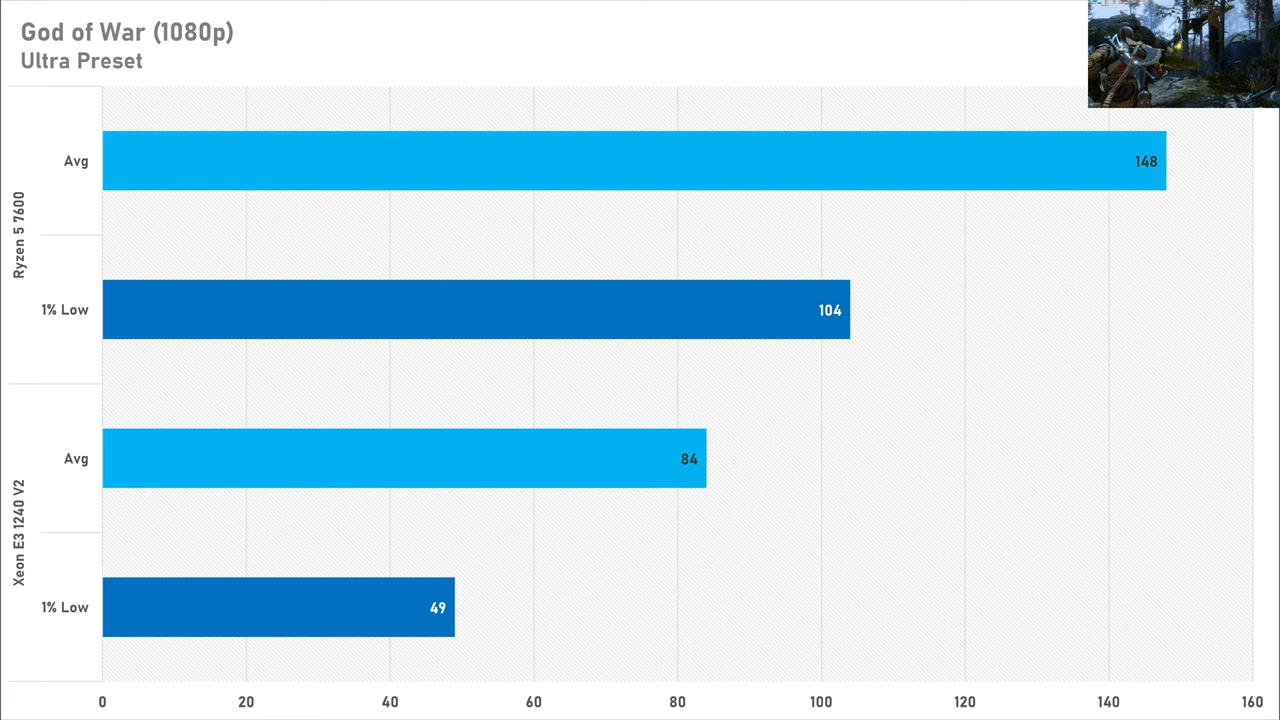 God of War (1080p)
Ultra Preset
Ryzen 5 7600
Avg
148
1% Low
104
Xeon E3 1240 V2
Avg
84
1% Low
49
0 20 40 60 80 100 120 140 160